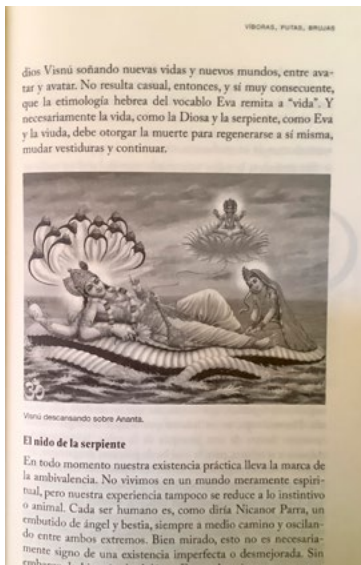 VÍBORAS, PUTAS, BRUJAS
dios Visnú soñando nuevas vidas y nuevos mundos, entre ava-
tar y avatar. No resulta casual, entonces, y sí muy consecuente,
que la etimología hebrea del vocablo Eva remita a “vida”. Y
necesariamente la vida, como la Diosa y la serpiente, como Eva
y la viuda, debe otorgar la muerte para regenerarse a sí misma,
mudar vestiduras y continuar.
ॐ
Visnú descansando sobre Ananta.
El nido de la serpiente
En todo momento nuestra existencia práctica lleva la marca de
la ambivalencia. No vivimos en un mundo meramente espiri-
tual, pero nuestra experiencia tampoco se reduce a lo instintivo
o animal. Cada ser humano es, como diría Nicanor Parra, un
embutido de ángel y bestia, siempre a medio camino y oscilan-
do entre ambos extremos. Bien mirado, esto no es necesaria-
mente signo de una existencia imperfecta o desmejorada. Sin